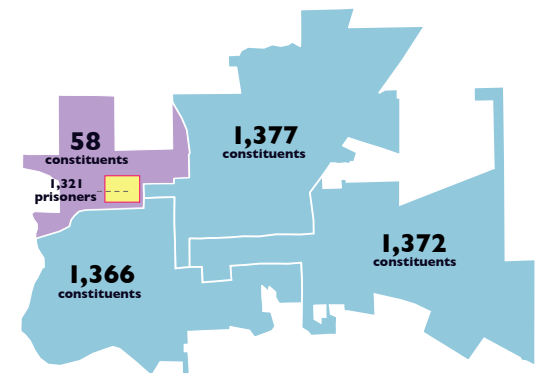 58
constituents
1,321
prisoners
1,377
constituents
1,366
constituents
1,372
constituents